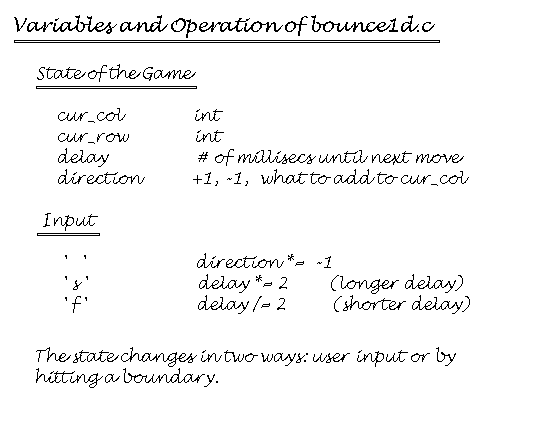 Variables and Operation of bounce1d.c
State of the Game
cur_col int
cur_row int
delay # of millisecs until next move
direction +1, -1, what to add to cur_col
Input
' ' direction *= -1
's' delay *= 2 (longer delay)
'f' delay /= 2 (shorter delay)
The state changes in two ways: user input or by
hitting a boundary.